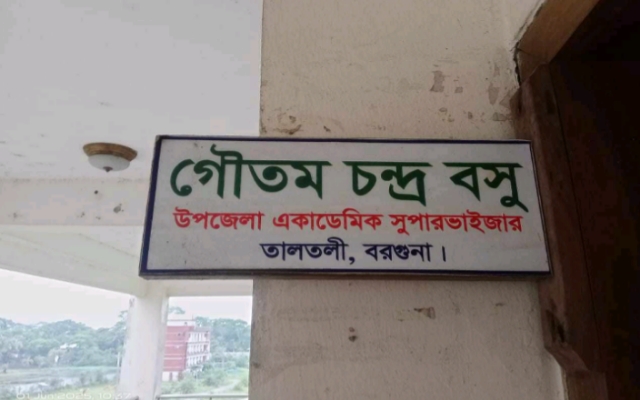 গৌতম চন্দ্র বসু
উপজেলা একাডেমিক সুপারভাইজার
তালতলী, বরগুনা।